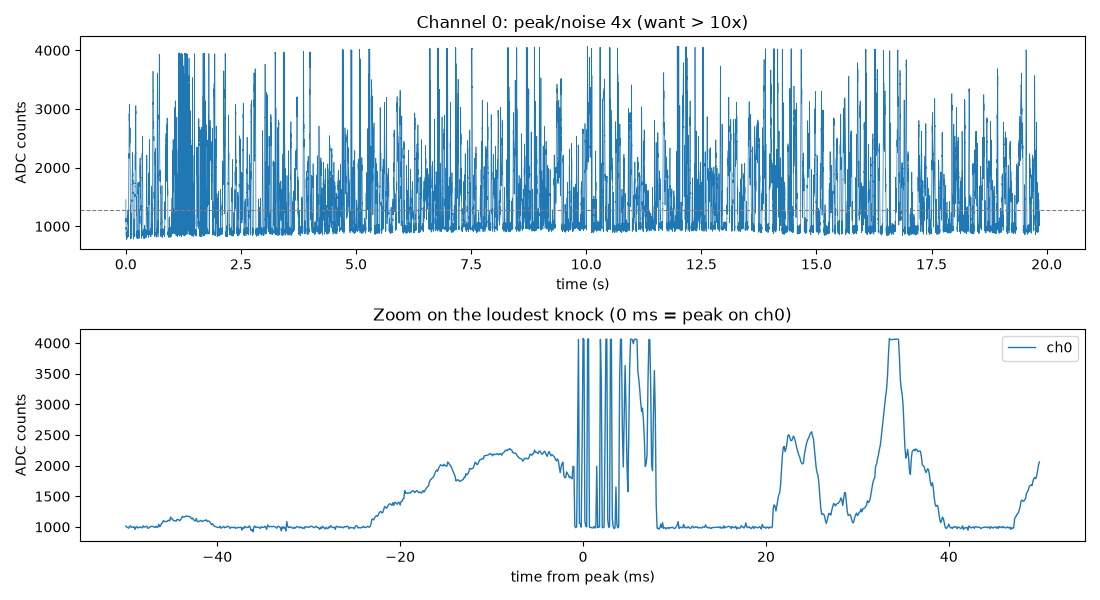 Channel 0: peak/noise 4x (want > 10x)
4000
3000
2000
1000
ADC counts
0.0 2.5 5.0 7.5 10.0 12.5 15.0 17.5 20.0
time (s)
Zoom on the loudest knock (0 ms = peak on ch0)
ch0
4000
3500
3000
2500
2000
1500
1000
ADC counts
−40 −20 0 20 40
time from peak (ms)